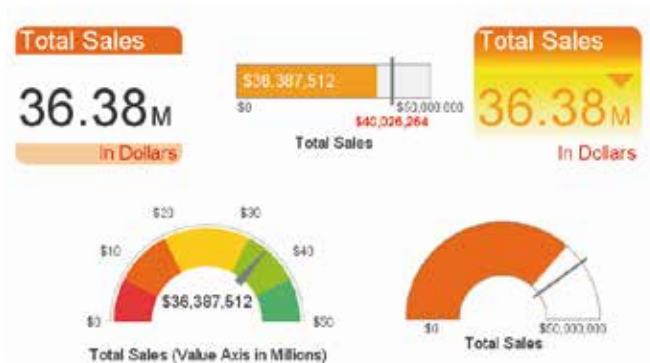 Total Sales
36.38M
In Dollars
$36,387,512
$0
$50,000,000
$40,026,264
Total Sales
Total Sales
36.38M
In Dollars
$0
$10
$20
$30
$40
$50
$36,387,512
Total Sales (Value Axis in Millions)
$0
$50,000,000
Total Sales